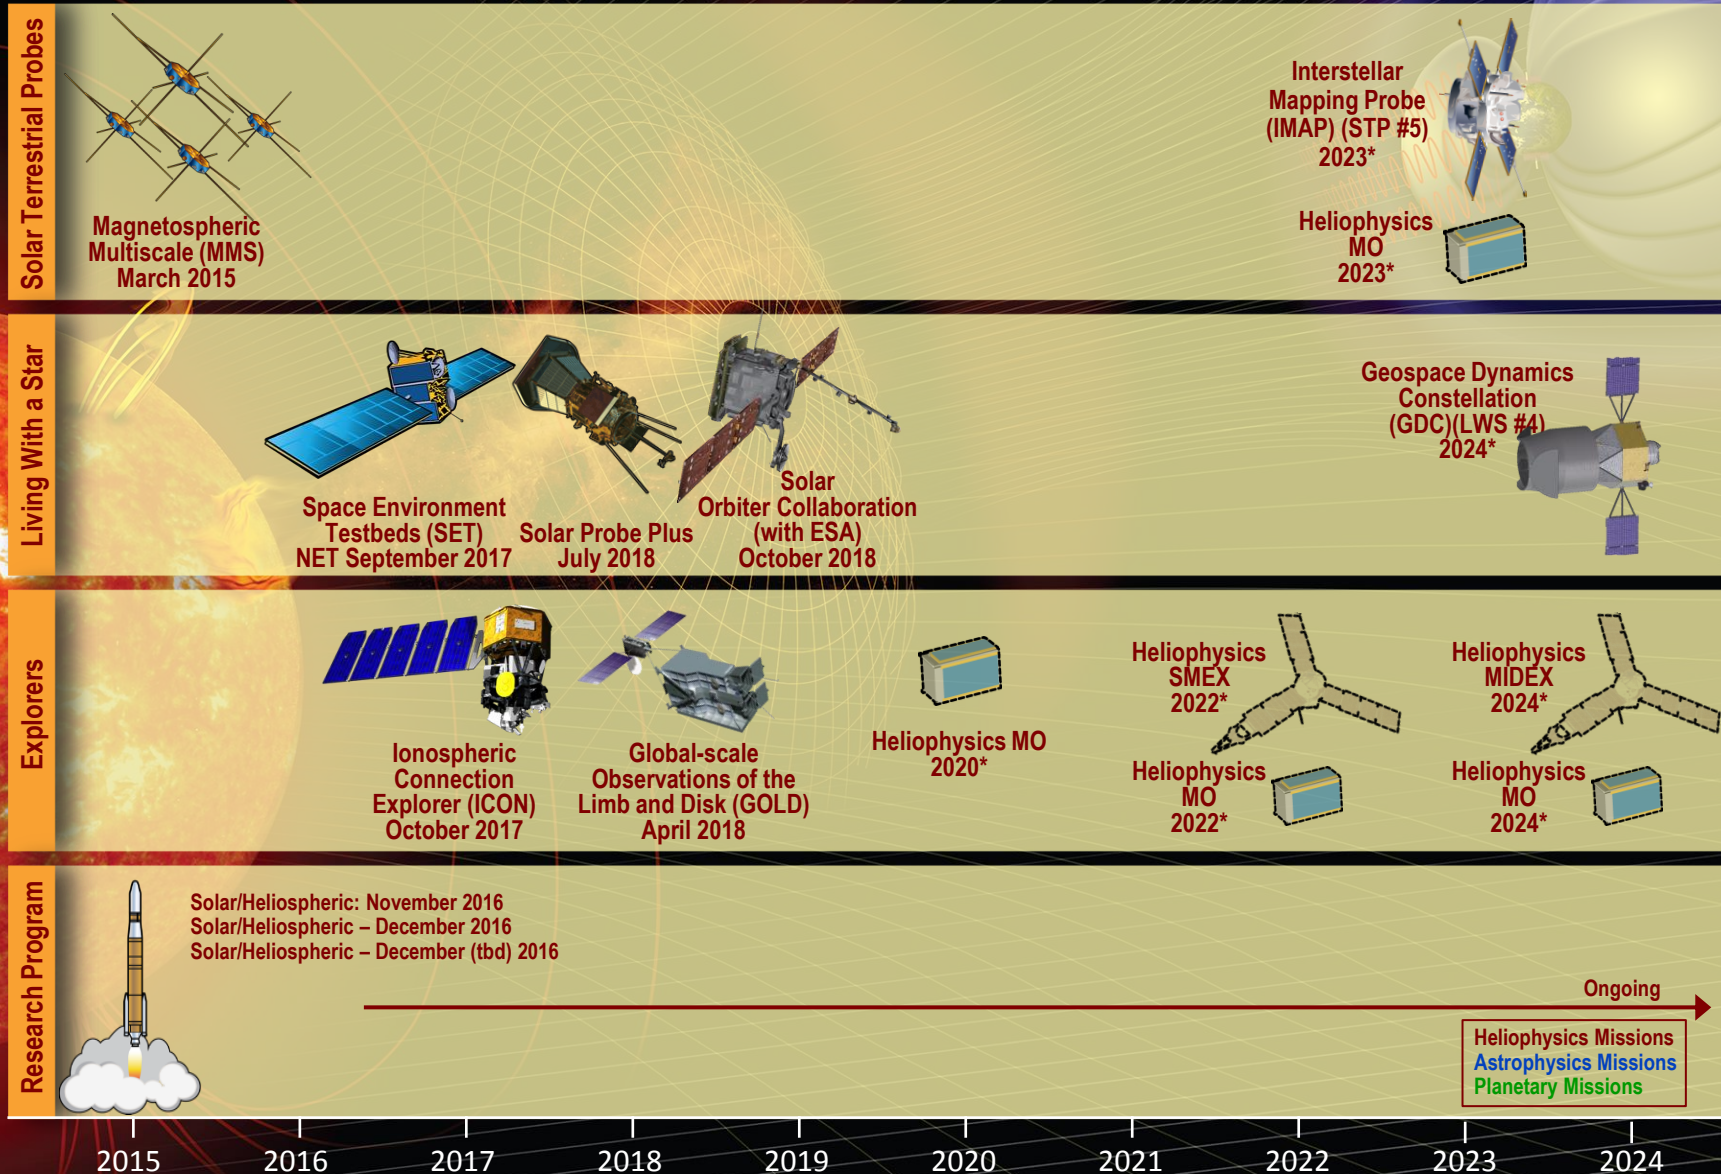 Solar Terrestrial Probes
Magnetospheric
Multiscale (MMS)
March 2015
Interstellar
Mapping Probe
(IMAP) (STP #5)
2023*
Heliophysics
MO
2023*
Living With a Star
Space Environment
Testbeds (SET)
NET September 2017
Solar Probe Plus
July 2018
Solar
Orbiter Collaboration
(with ESA)
October 2018
Geospace Dynamics
Constellation
(GDC)(LWS #4)
2024*
Explorers
Ionospheric
Connection
Explorer (ICON)
October 2017
Global-scale
Observations of the
Limb and Disk (GOLD)
April 2018
Heliophysics MO
2020*
Heliophysics
SMEX
2022*
Heliophysics
MO
2022*
Heliophysics
MIDEX
2024*
Heliophysics
MO
2024*
Research Program
Solar/Heliospheric: November 2016
Solar/Heliospheric – December 2016
Solar/Heliospheric – December (tbd) 2016
Ongoing
Heliophysics Missions
Astrophysics Missions
Planetary Missions
2015 2016 2017 2018 2019 2020 2021 2022 2023 2024